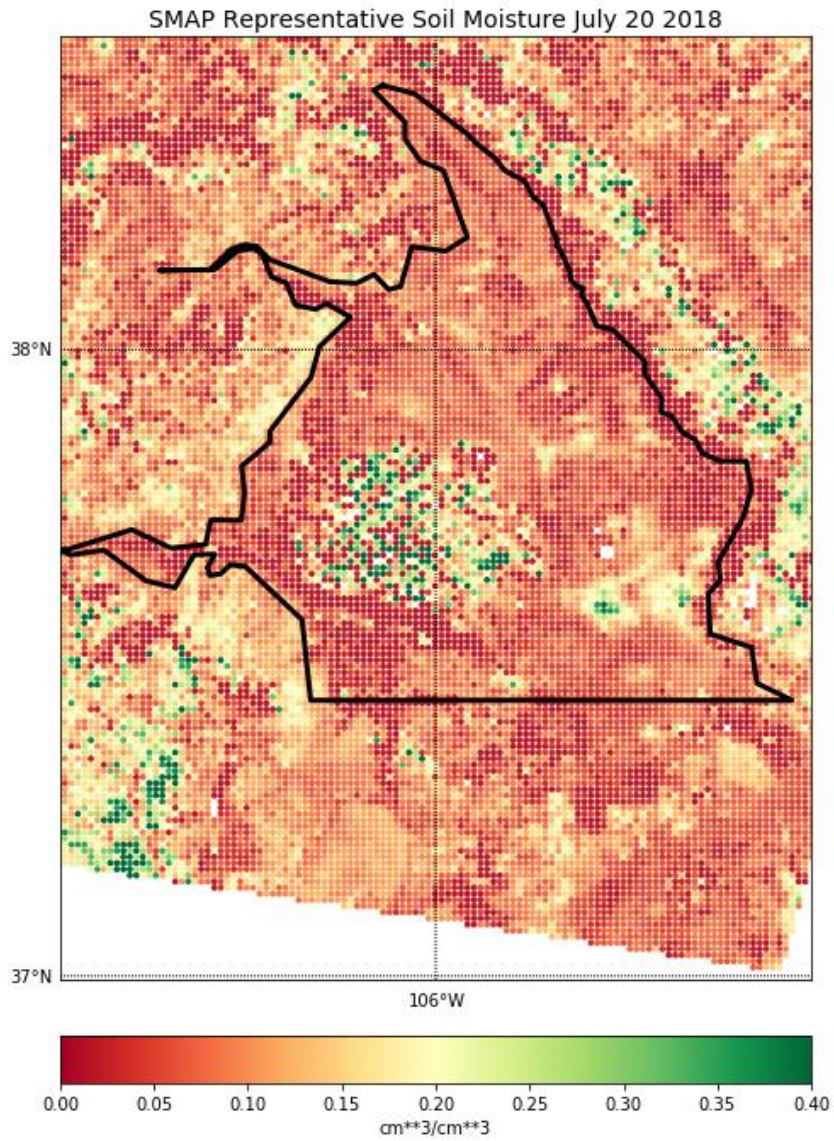 SMAP Representative Soil Moisture July 20 2018
38°N
37°N
106°W
0.00 0.05 0.10 0.15 0.20 0.25 0.30 0.35 0.40
cm**3/cm**3